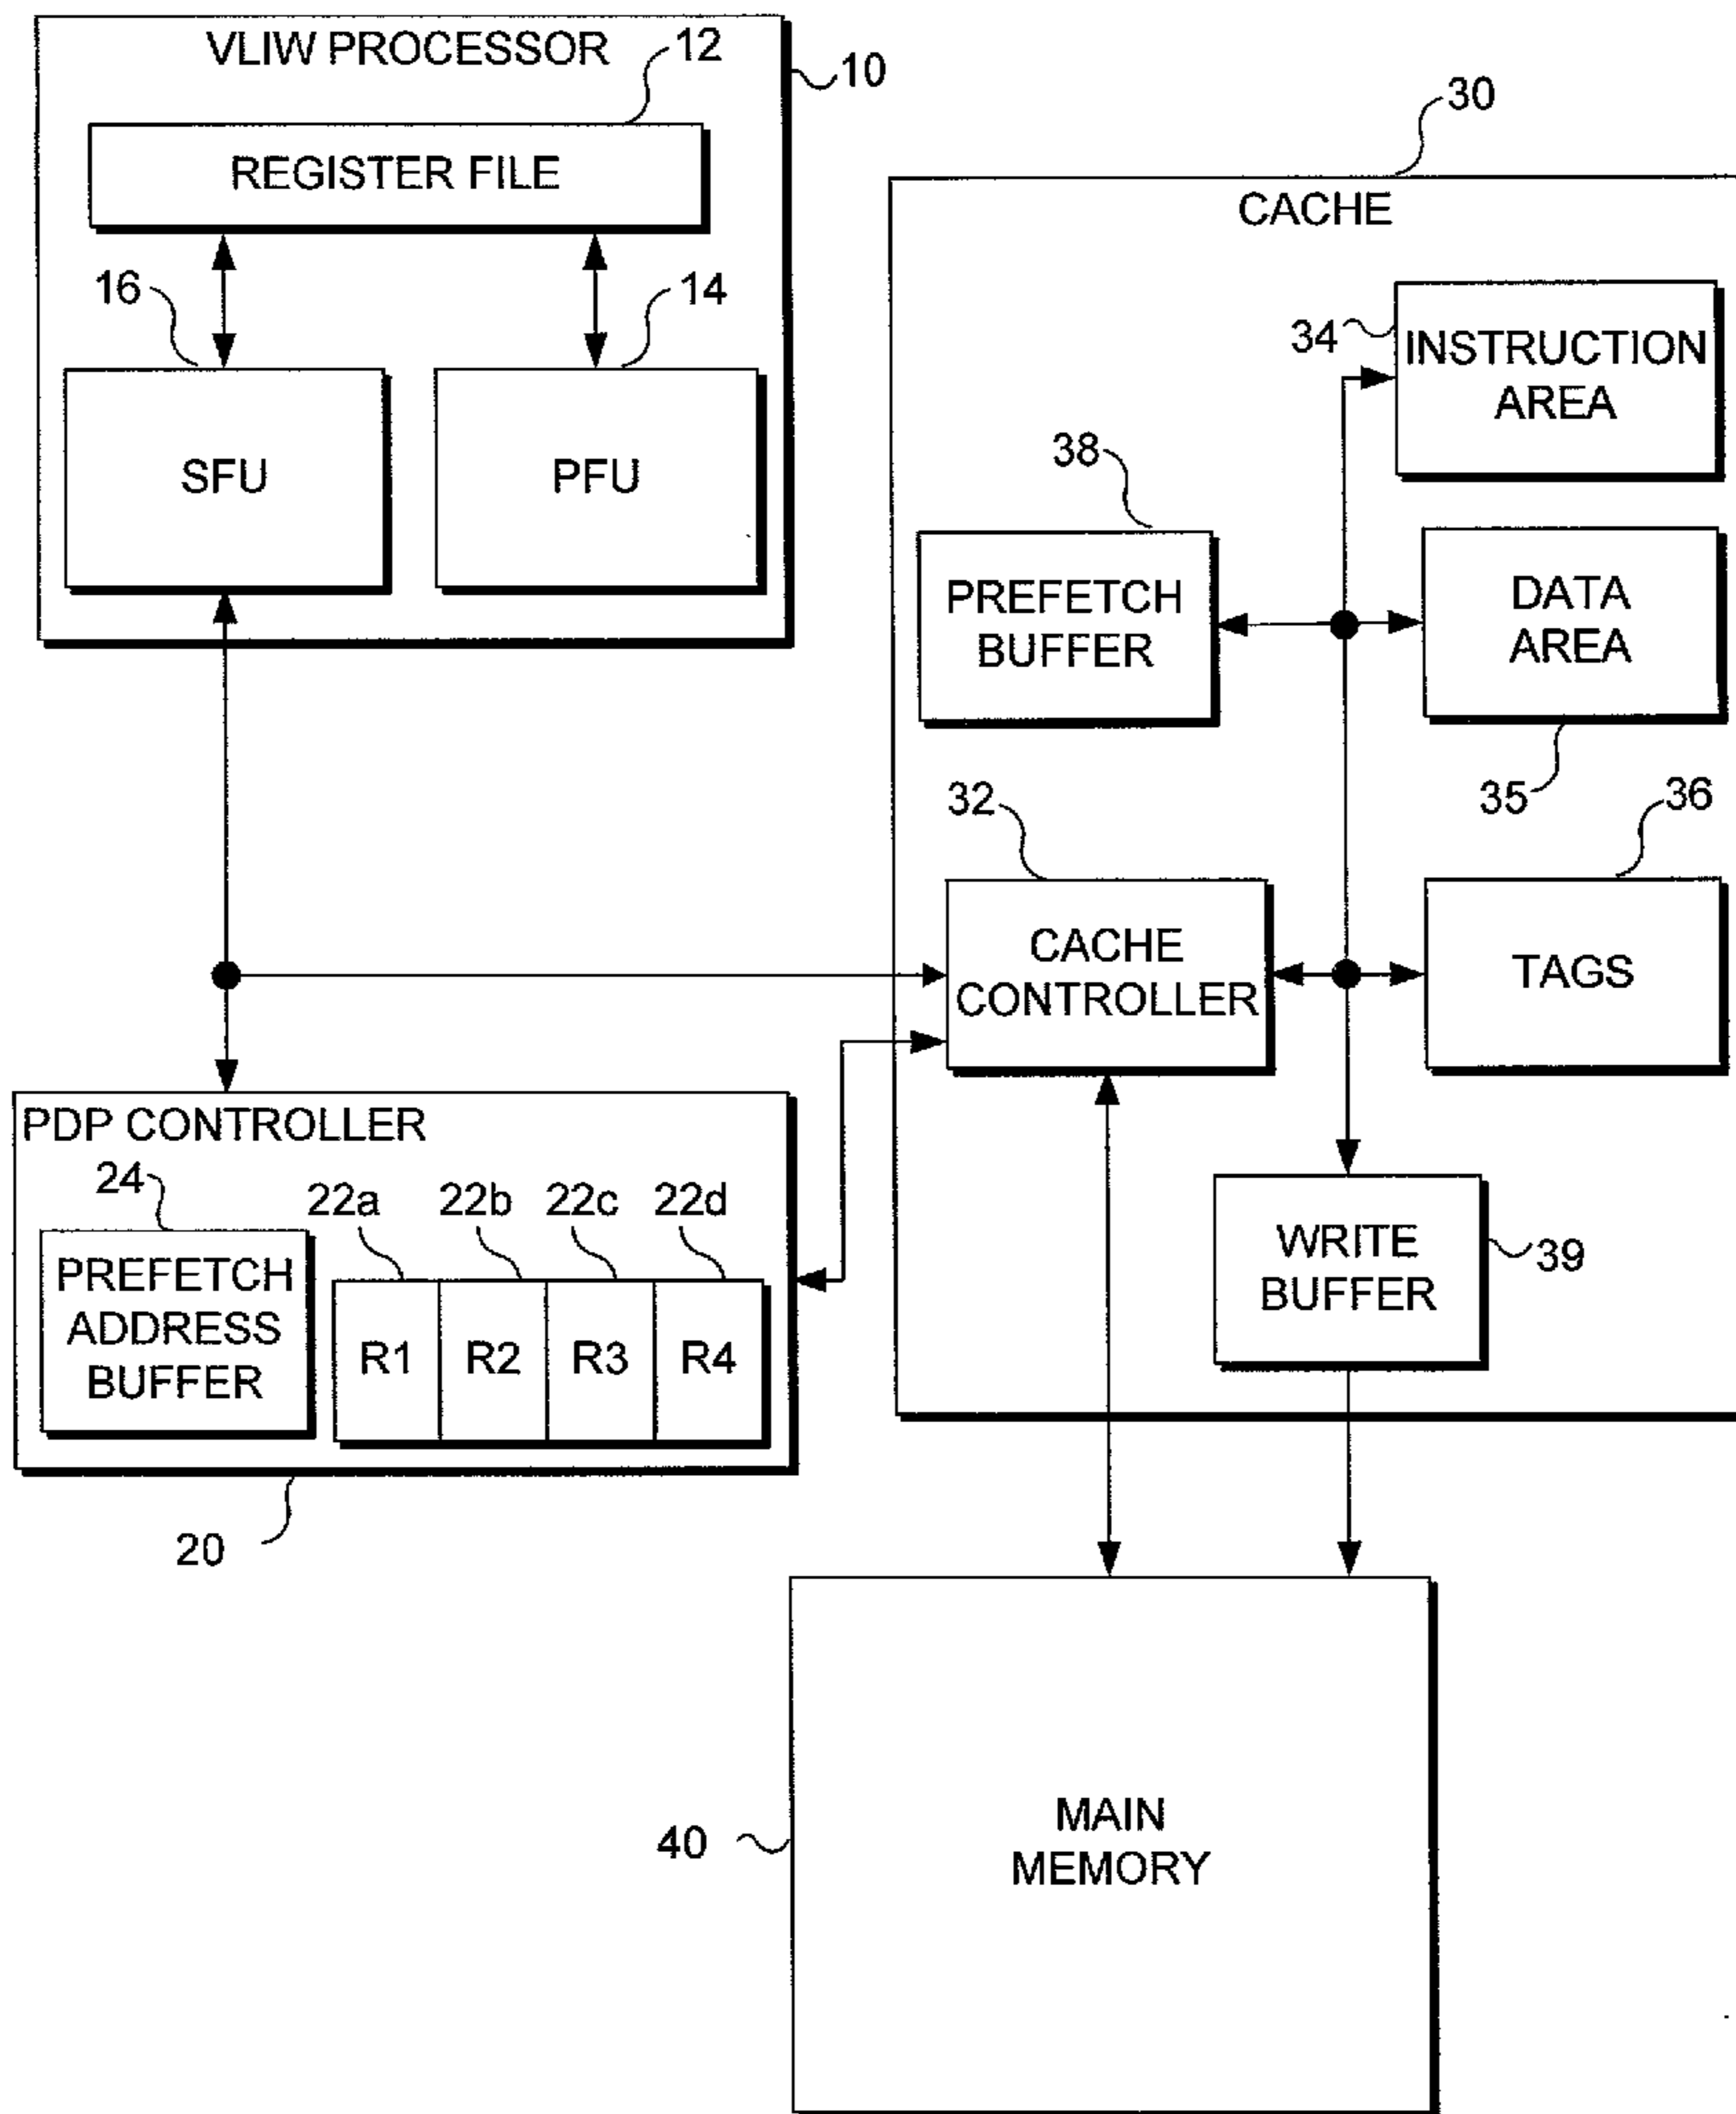 VLIW PROCESSOR
12
10
REGISTER FILE
16
14
SFU
PFU
30
CACHE
34
INSTRUCTION
AREA
38
PREFETCH
BUFFER
DATA
AREA
35
32
36
CACHE
CONTROLLER
TAGS
PDP CONTROLLER
24
22a
22b
22c
22d
PREFETCH
ADDRESS
BUFFER
R1
R2
R3
R4
20
WRITE
BUFFER
39
40
MAIN
MEMORY